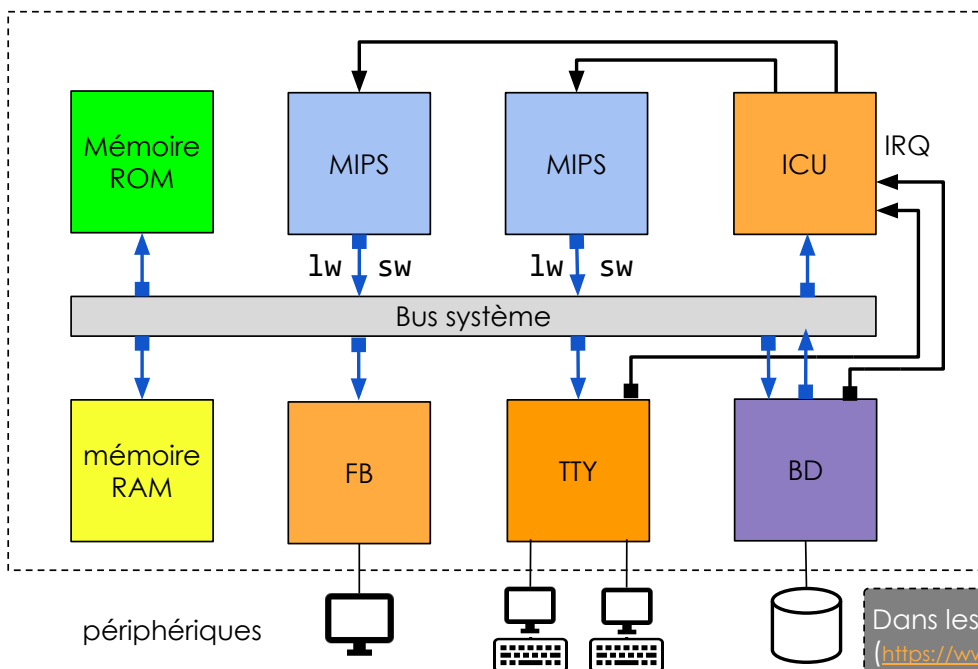 Mémoire
ROM
MIPS
MIPS
ICU
IRQ
lw sw
lw sw
Bus système
mémoire
RAM
FB
TTY
BD
périphériques
Dans les
(https://ww